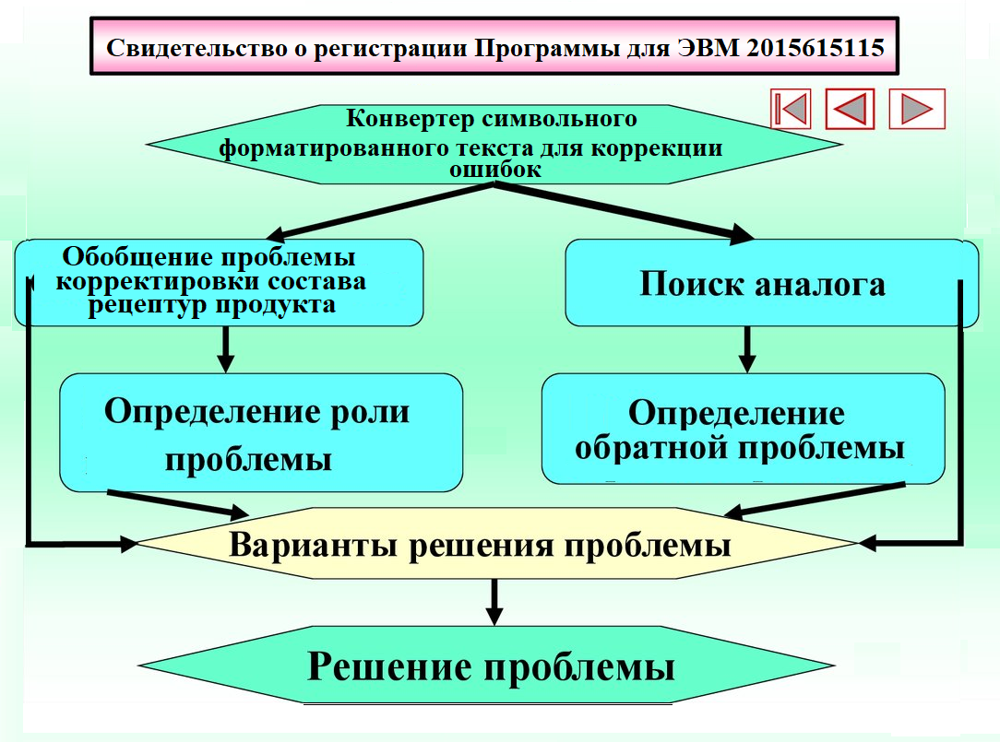 Свидетельство о регистрации Программы для ЭВМ 2015615115
Конвертер символьного
форматированного текста для коррекции
ошибок
Обобщение проблемы
корректировки состава
рецептур продукта
Поиск аналога
Определение роли
проблемы
Определение
обратной проблемы
Варианты решения проблемы
Решение проблемы